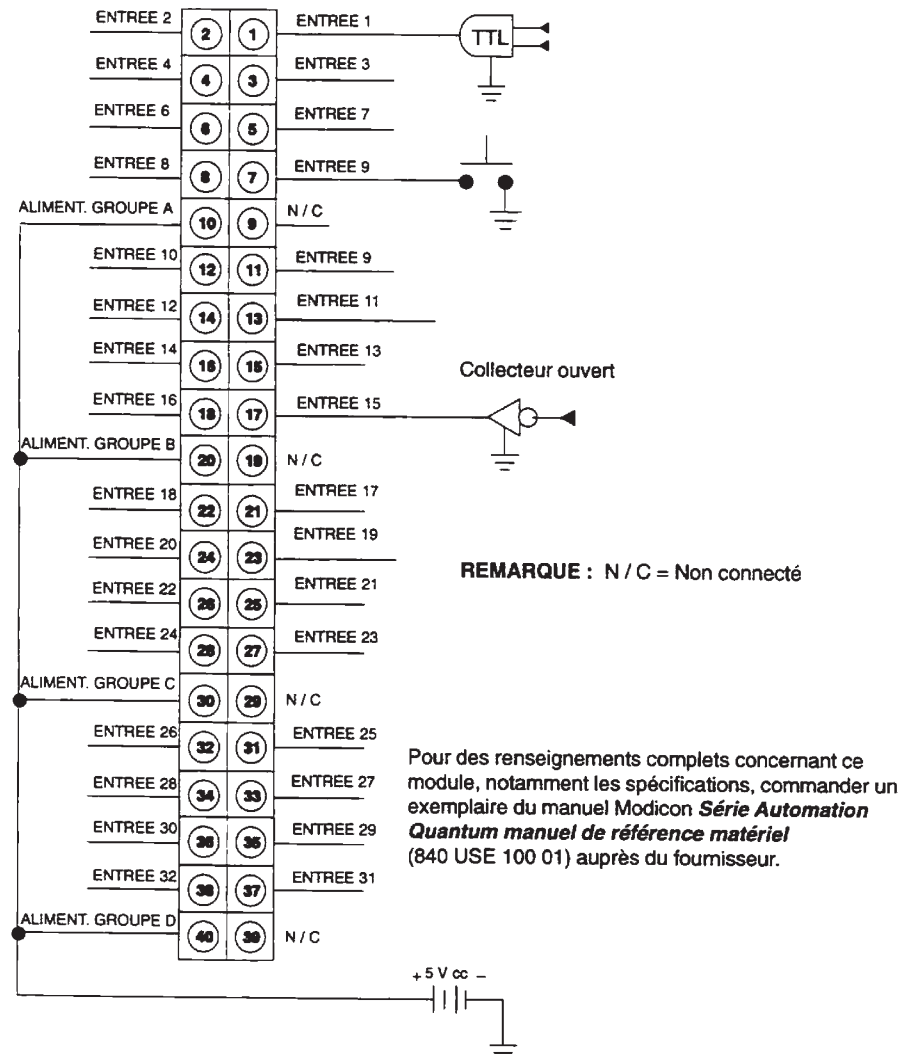 ENTREE 2 2 1 ENTREE 1 TTL
ENTREE 4 4 3 ENTREE 3
ENTREE 6 6 5 ENTREE 7
ENTREE 8 8 7 ENTREE 9
ALIMENT. GROUPE A 10 9 N / C
ENTREE 10 12 11 ENTREE 9
ENTREE 12 14 13 ENTREE 11
ENTREE 14 16 15 ENTREE 13
Collecteur ouvert
ENTREE 16 18 17 ENTREE 15
ALIMENT. GROUPE B 20 19 N / C
ENTREE 18 22 21 ENTREE 17
ENTREE 20 24 23 ENTREE 19
REMARQUE : N / C = Non connecté
ENTREE 22 26 25 ENTREE 21
ENTREE 24 28 27 ENTREE 23
ALIMENT. GROUPE C 30 29 N / C
ENTREE 26 32 31 ENTREE 25
ENTREE 28 34 33 ENTREE 27
ENTREE 30 36 35 ENTREE 29
ENTREE 32 38 37 ENTREE 31
ALIMENT. GROUPE D 40 39 N / C
Pour des renseignements complets concernant ce
module, notamment les spécifications, commander un
exemplaire du manuel Modicon Série Automation
Quantum manuel de référence matériel
(840 USE 100 01) auprès du fournisseur.
+ 5 V cc –